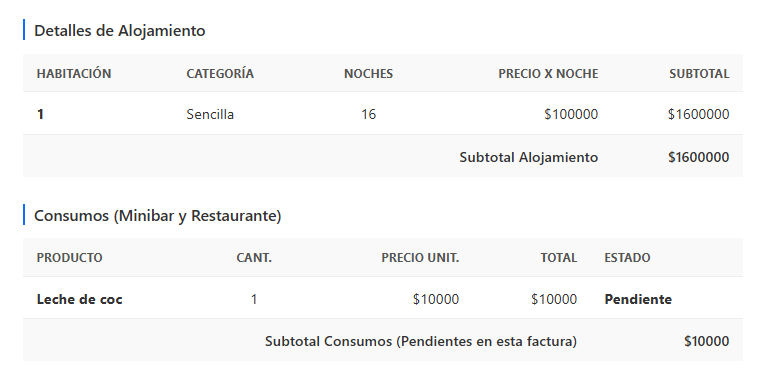 Detalles de Alojamiento
HABITACIÓN CATEGORÍA NOCHES PRECIO X NOCHE SUBTOTAL
1 Sencilla 16 $100000 $1600000
Subtotal Alojamiento $1600000
Consumos (Minibar y Restaurante)
PRODUCTO CANT. PRECIO UNIT. TOTAL ESTADO
Leche de coc 1 $10000 $10000 Pendiente
Subtotal Consumos (Pendientes en esta factura) $10000